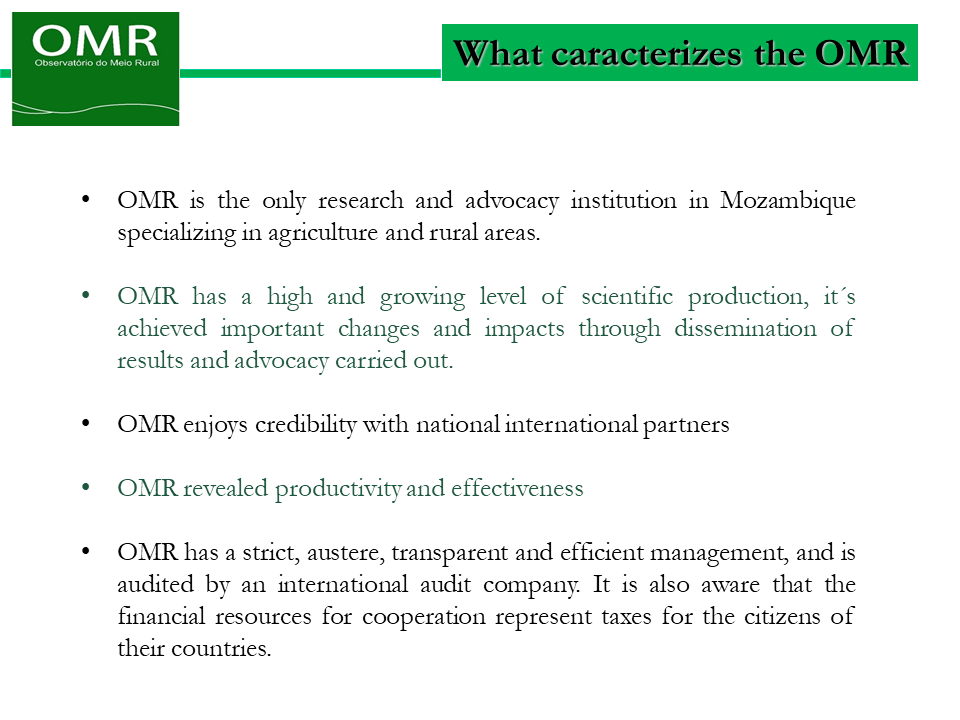 OMR
Observatório do Meio Rural
What caracterizes the OMR
• OMR is the only research and advocacy institution in Mozambique
specializing in agriculture and rural areas.
• OMR has a high and growing level of scientific production, it´s
achieved important changes and impacts through dissemination of
results and advocacy carried out.
• OMR enjoys credibility with national international partners
• OMR revealed productivity and effectiveness
• OMR has a strict, austere, transparent and efficient management, and is
audited by an international audit company. It is also aware that the
financial resources for cooperation represent taxes for the citizens of
their countries.